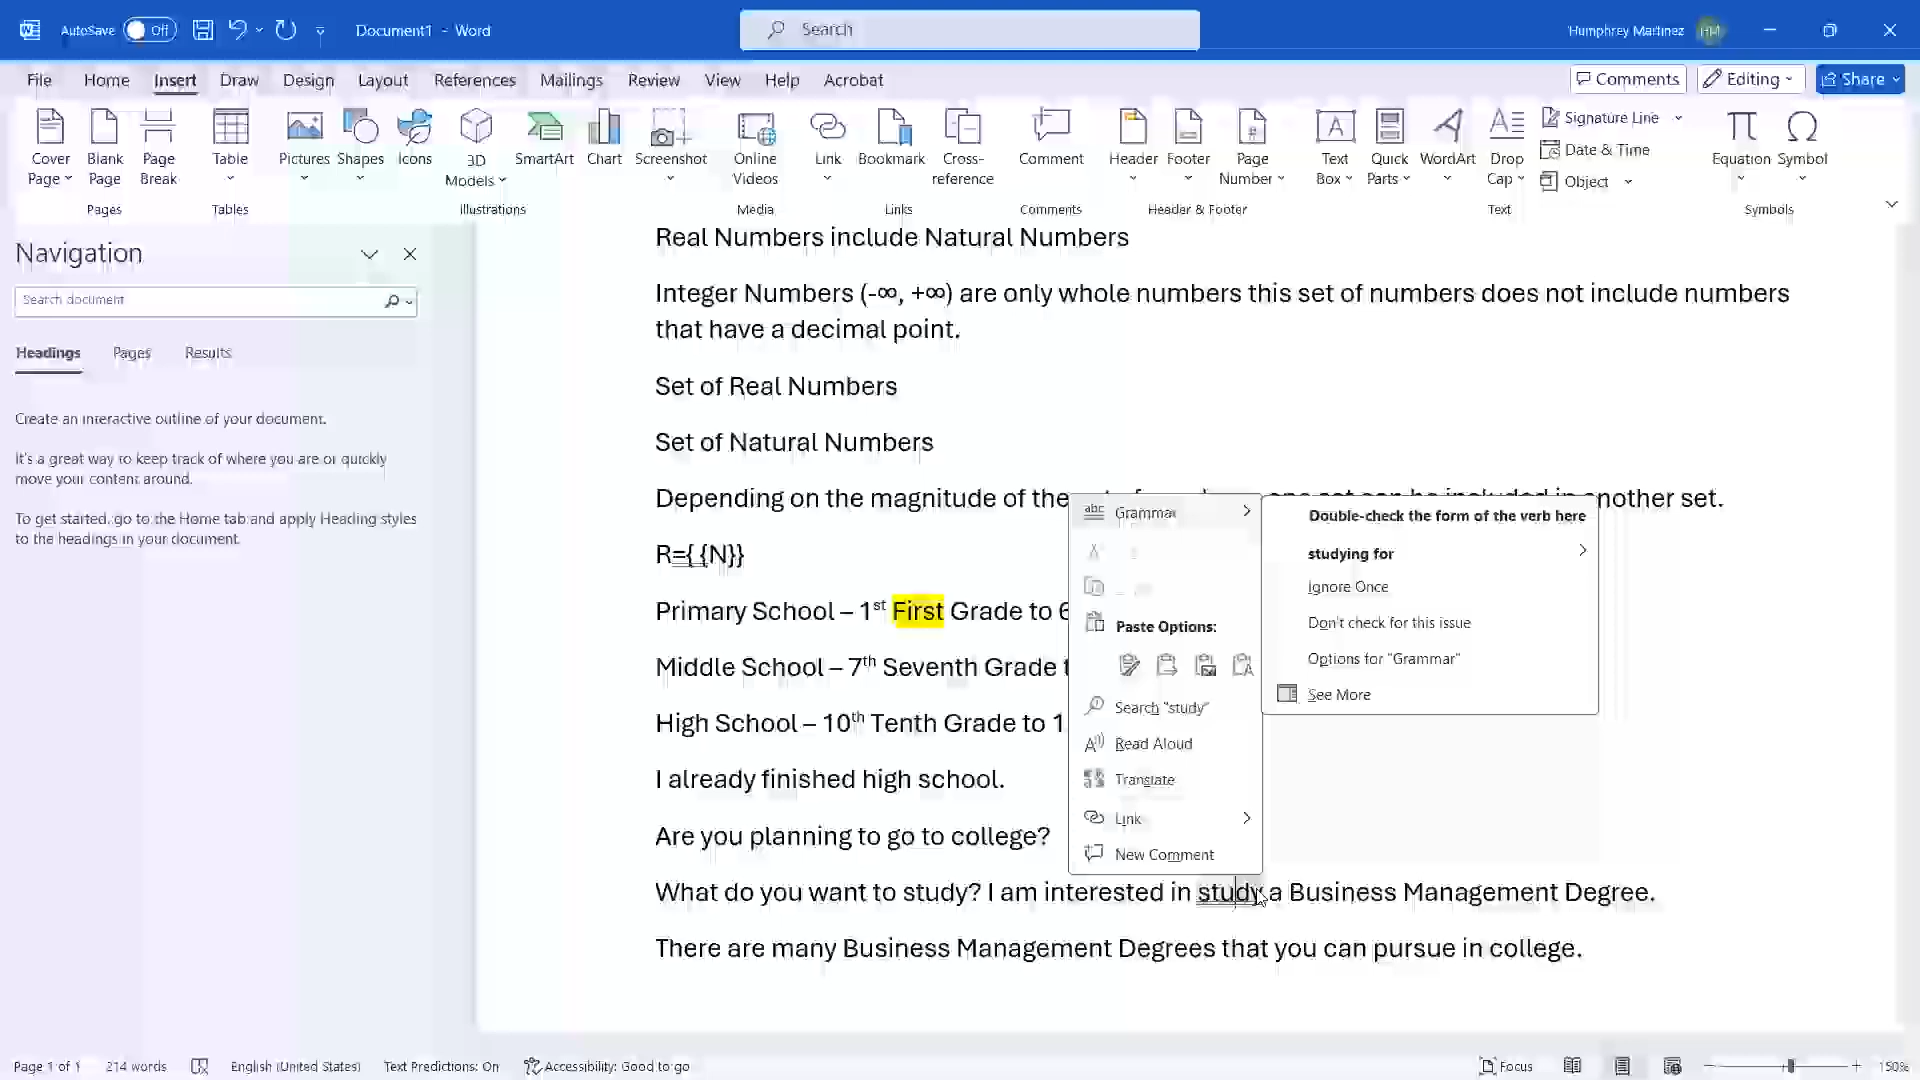 AutoSave Off Document1 - Word Search Humphrey Martinez HM
File Home Insert Draw Design Layout References Mailings Review View Help Acrobat Comments Editing Share
Cover Page Blank Page Page Break Table Pictures Shapes Icons 3D Models SmartArt Chart Screenshot Online Videos Link Bookmark Cross-reference Comment Header Footer Page Number Text Box Quick Parts WordArt Drop Cap Signature Line Date & Time Object Equation Symbol
Pages Tables Illustrations Media Links Comments Header & Footer Text Symbols
Navigation
Search document
Headings Pages Results
Create an interactive outline of your document.
It's a great way to keep track of where you are or quickly
move your content around.
To get started, go to the Home tab and apply Heading styles
to the headings in your document.
Real Numbers include Natural Numbers
Integer Numbers (-∞, +∞) are only whole numbers this set of numbers does not include numbers
that have a decimal point.
Set of Real Numbers
Set of Natural Numbers
Depending on the magnitude of the another set.
R={ {N}}
Primary School – 1st First Grade to 6
Middle School – 7th Seventh Grade t
High School – 10th Tenth Grade to 1
I already finished high school.
Are you planning to go to college?
What do you want to study? I am interested in study a Business Management Degree.
There are many Business Management Degrees that you can pursue in college.
Grammar
Paste Options:
Search "study"
Read Aloud
Translate
Link
New Comment
Double-check the form of the verb here
studying for
Ignore Once
Don't check for this issue
Options for "Grammar"
See More
Page 1 of 1 214 words English (United States) Text Predictions: On Accessibility: Good to go Focus 150%